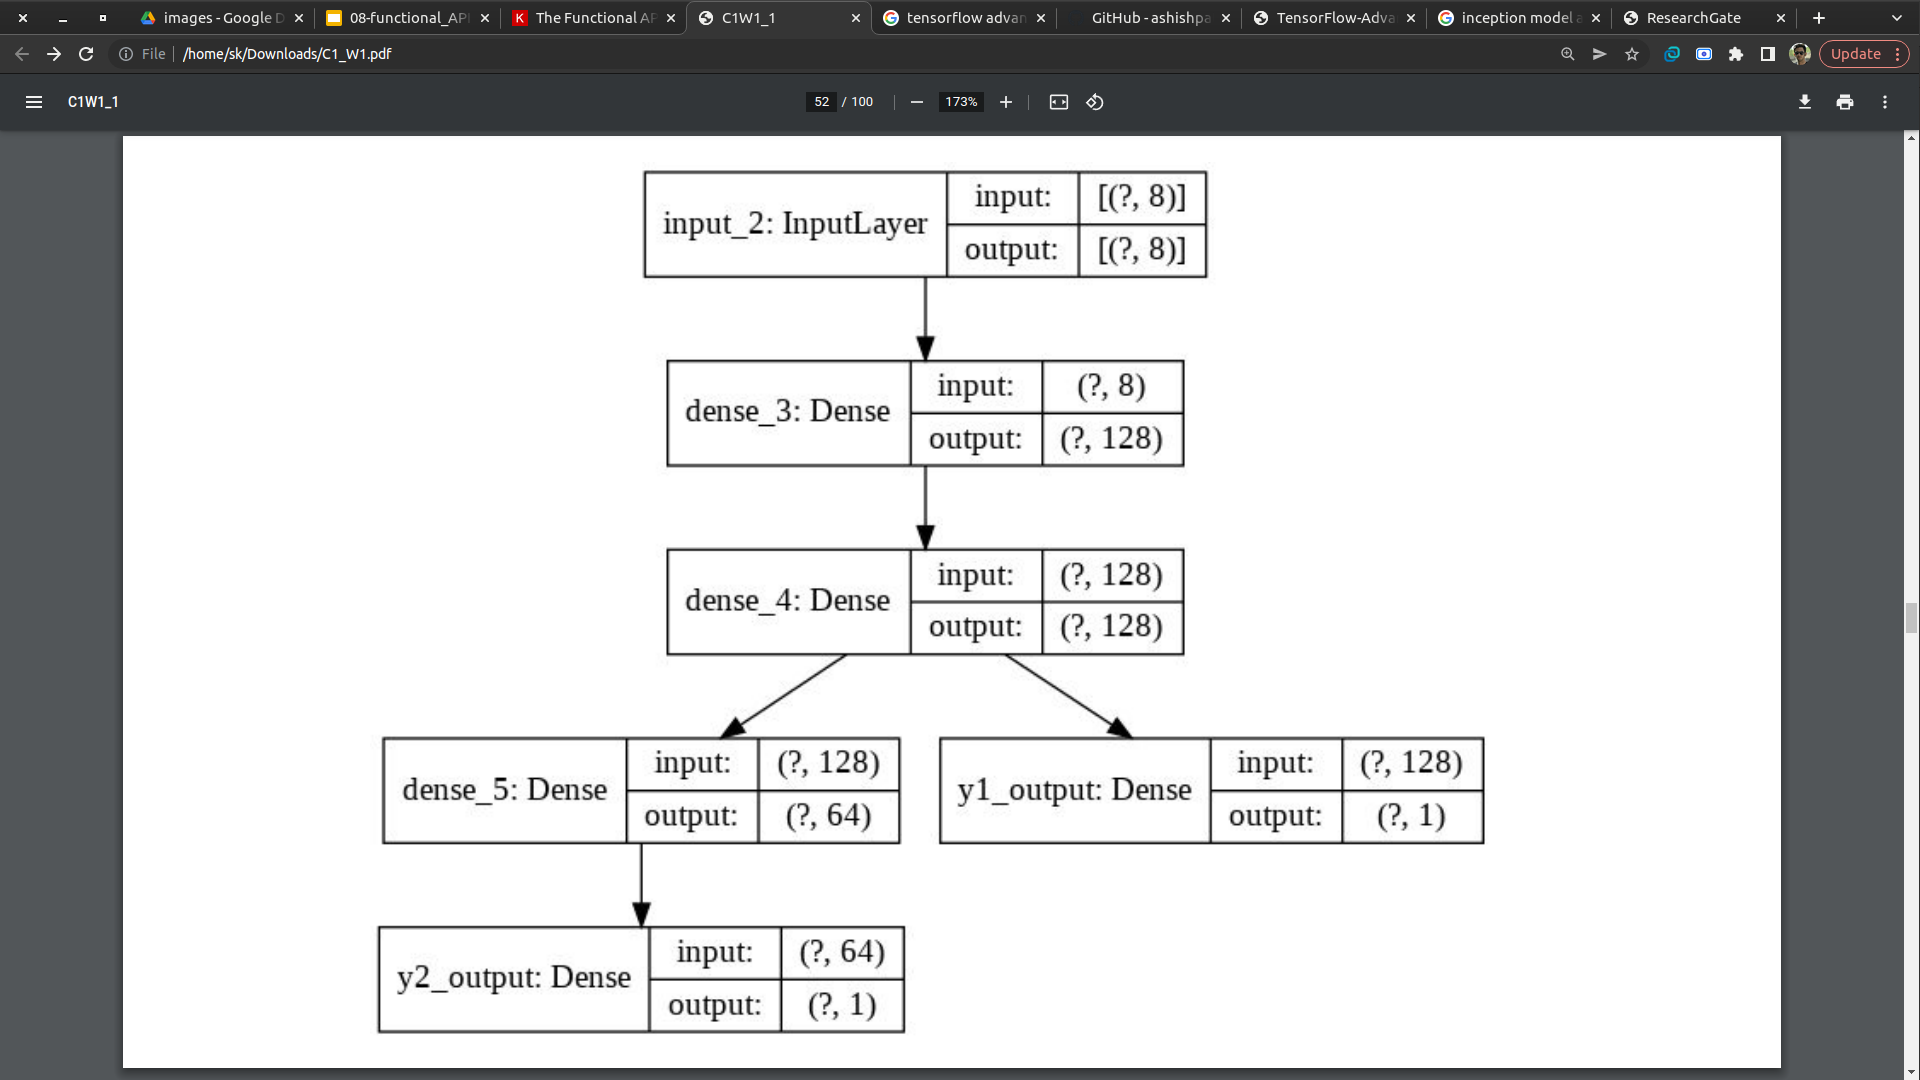 images - Google D
08-functional_AP
K The Functional AP
C1W1_1
tensorflow advan
GitHub - ashishpa
TensorFlow-Adva
inception model a
ResearchGate
File /home/sk/Downloads/C1_W1.pdf
Update
C1W1_1
52 / 100
173%
input_2: InputLayer
input: [(?, 8)]
output: [(?, 8)]
dense_3: Dense
input: (?, 8)
output: (?, 128)
dense_4: Dense
input: (?, 128)
output: (?, 128)
dense_5: Dense
input: (?, 128)
output: (?, 64)
y1_output: Dense
input: (?, 128)
output: (?, 1)
y2_output: Dense
input: (?, 64)
output: (?, 1)